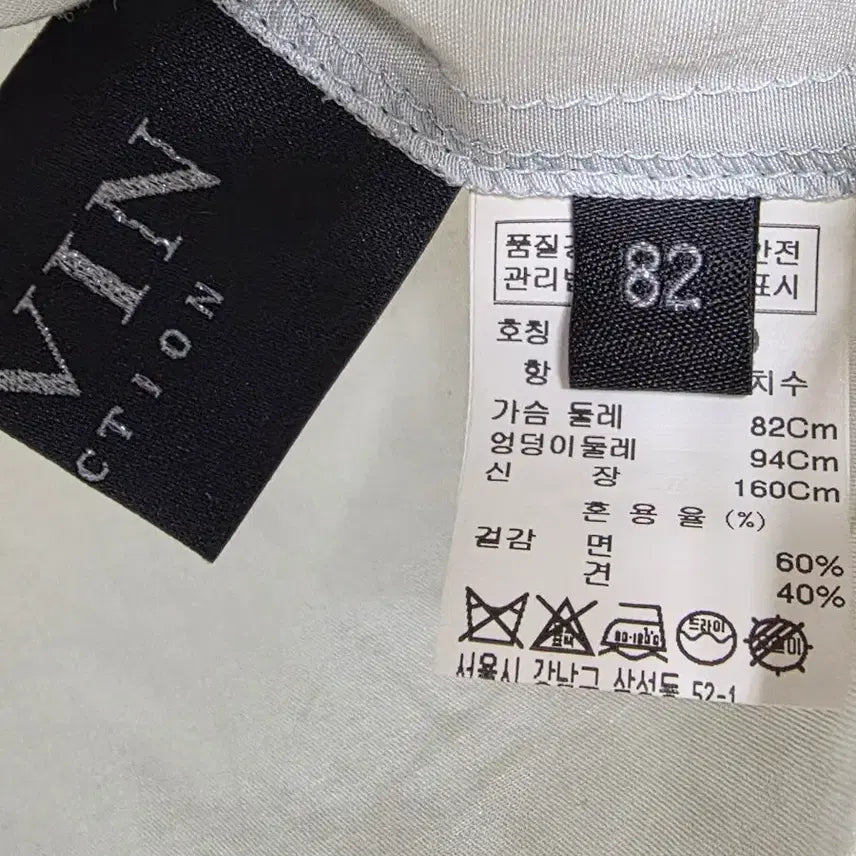 VIN
CTION
82
품질 안전
관리 표시
호칭
항 치수
가슴 둘레 82Cm
엉덩이둘레 94Cm
신 장 160Cm
혼 용 율 (%)
겉감 면 60%
견 40%
드라이
서울시 강남구 삼성동 52-1